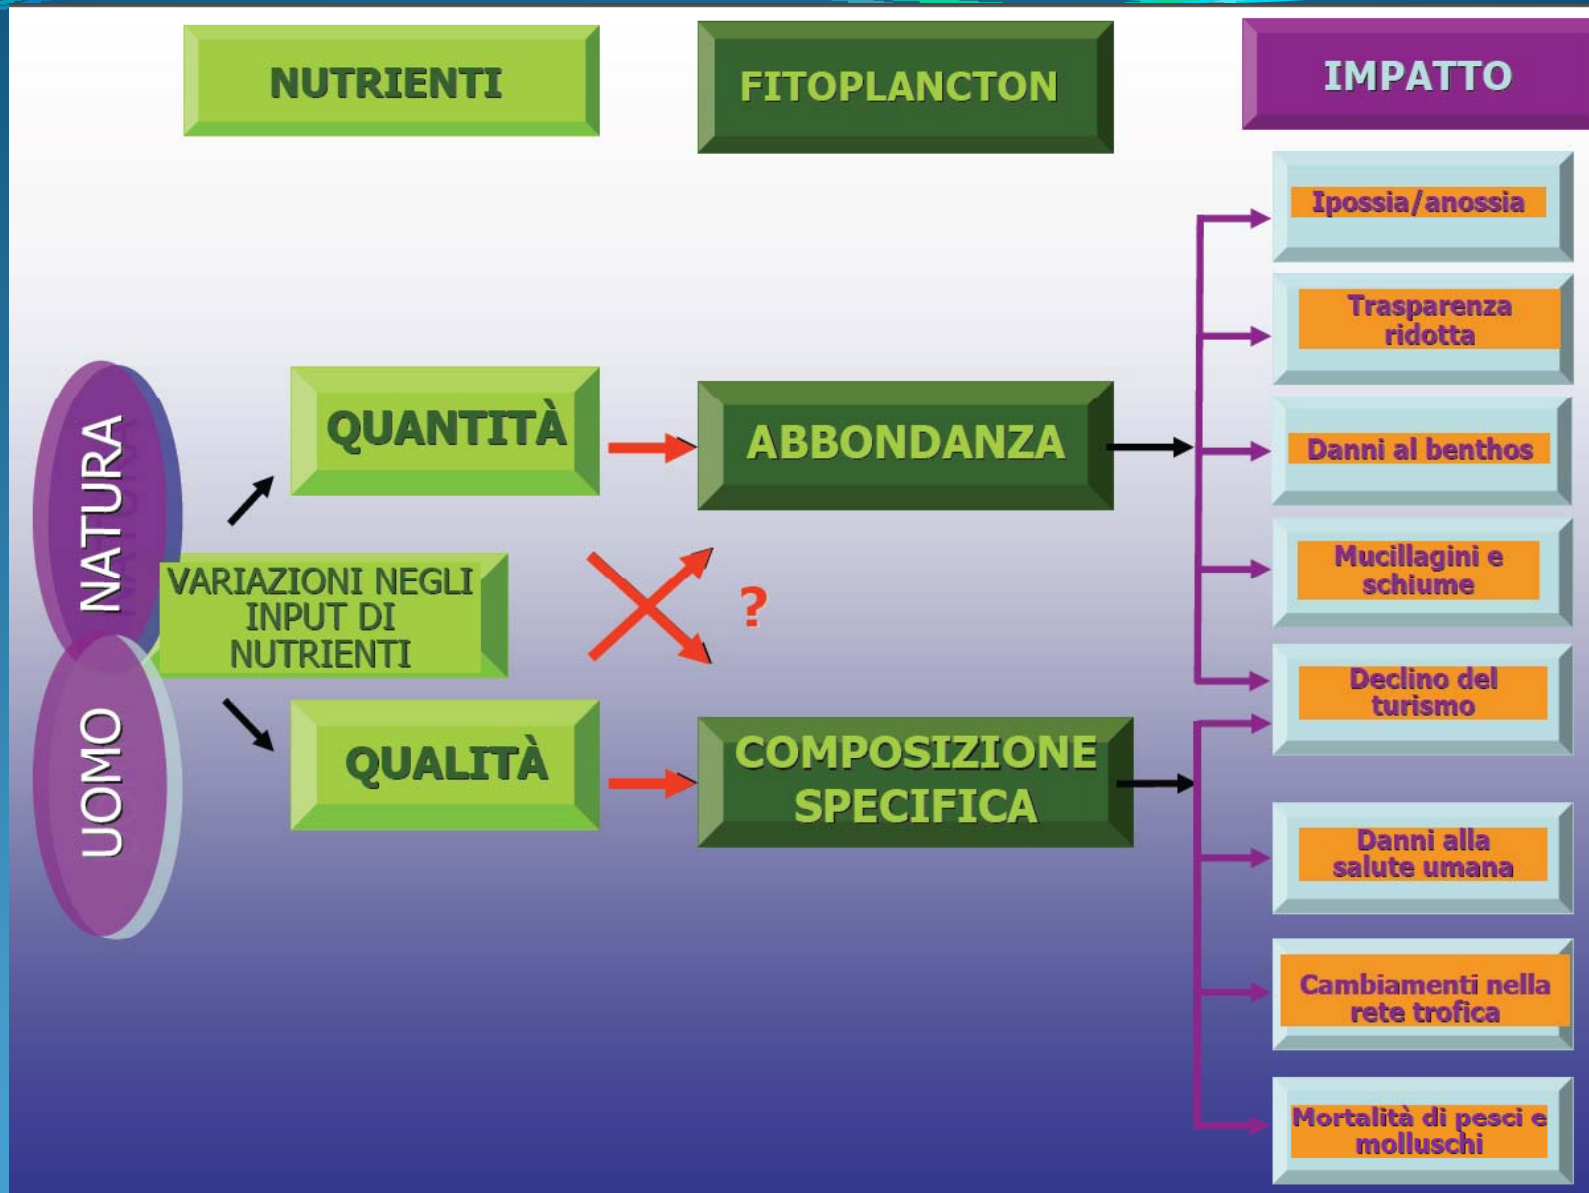 NUTRIENTI
FITOPLANCTON
IMPATTO
NATURA
UOMO
VARIAZIONI NEGLI
INPUT DI
NUTRIENTI
QUANTITÀ
QUALITÀ
?
ABBONDANZA
COMPOSIZIONE
SPECIFICA
Ipossia/anossia
Trasparenza
ridotta
Danni al benthos
Mucillagini e
schiume
Declino del
turismo
Danni alla
salute umana
Cambiamenti nella
rete trofica
Mortalità di pesci e
molluschi